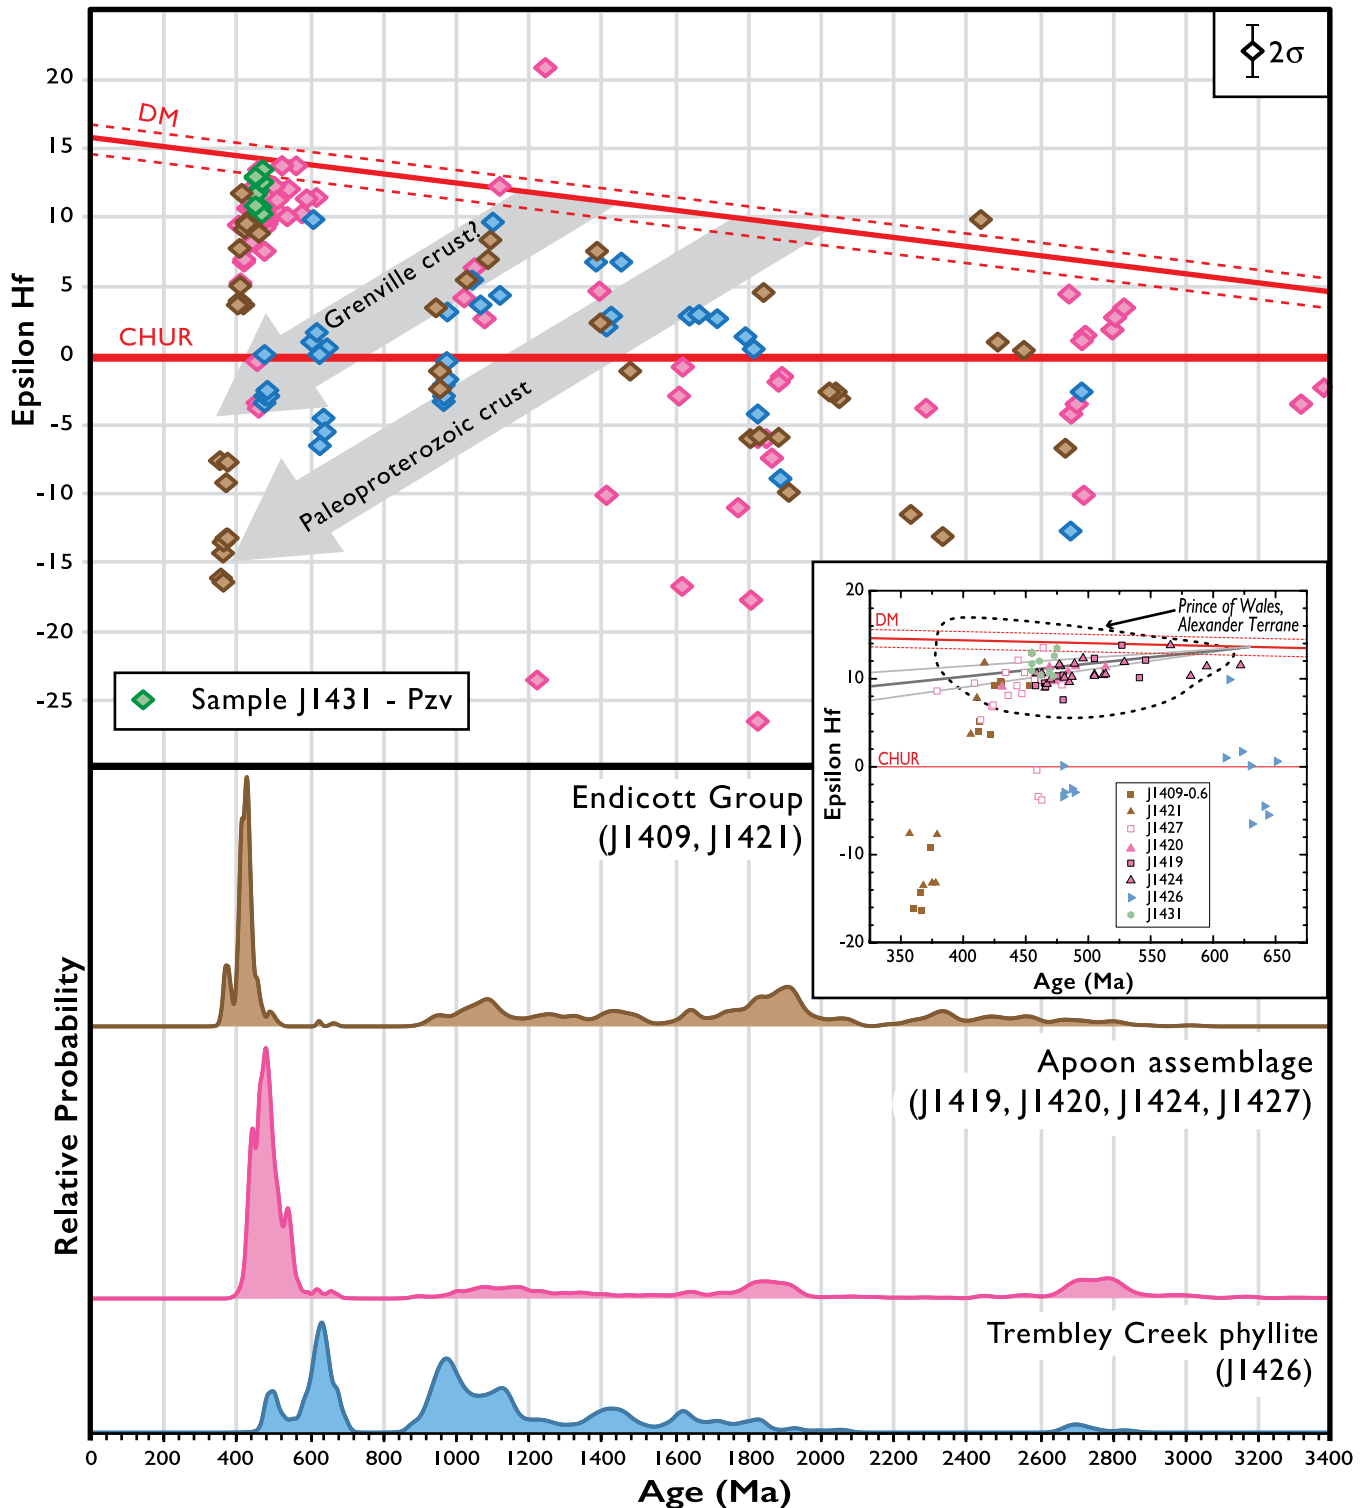 2σ
20
15
10
5
0
-5
-10
-15
-20
-25
Epsilon Hf
DM
CHUR
Grenville crust?
Paleoproterozoic crust
Sample J1431 - Pzv
20
10
0
-10
-20
Epsilon Hf
DM
CHUR
Prince of Wales,
Alexander Terrane
J1409-0.6
J1421
J1427
J1420
J1419
J1424
J1426
J1431
350 400 450 500 550 600 650
Age (Ma)
Relative Probability
Endicott Group
(J1409, J1421)
Apoon assemblage
(J1419, J1420, J1424, J1427)
Trembley Creek phyllite
(J1426)
0 200 400 600 800 1000 1200 1400 1600 1800 2000 2200 2400 2600 2800 3000 3200 3400
Age (Ma)